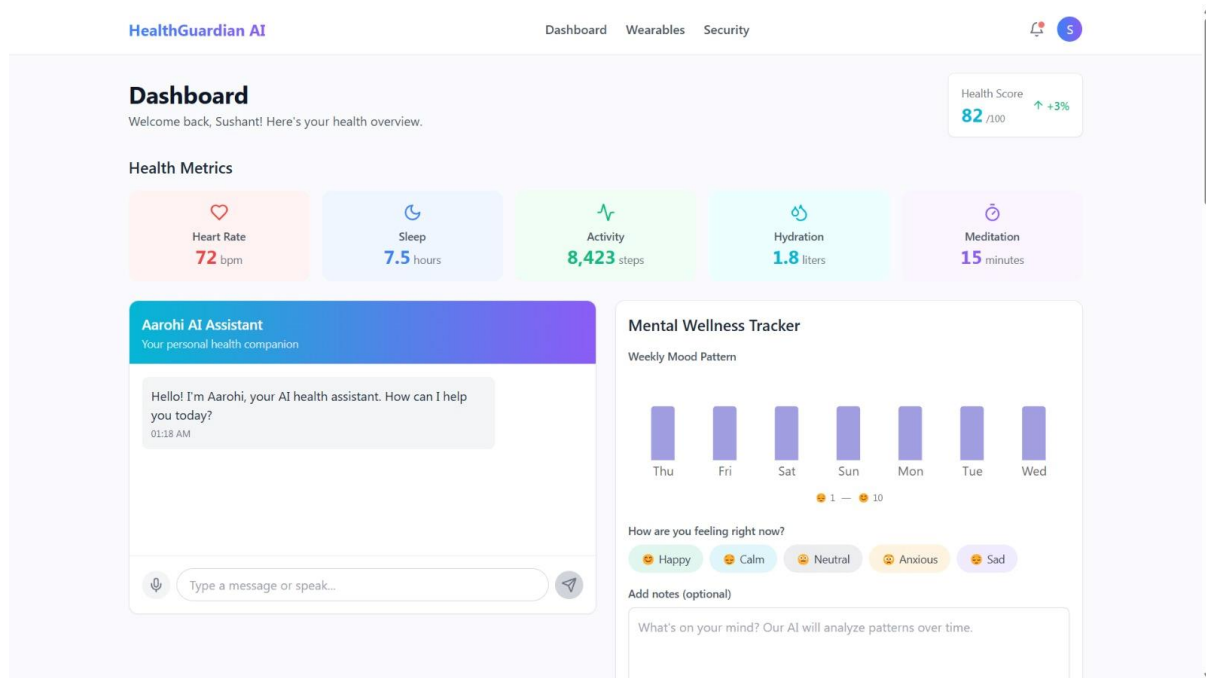 HealthGuardian AI
Dashboard Wearables Security
S
Dashboard
Welcome back, Sushant! Here's your health overview.
Health Score
82 /100
+3%
Health Metrics
Heart Rate
72 bpm
Sleep
7.5 hours
Activity
8,423 steps
Hydration
1.8 liters
Meditation
15 minutes
Aarohi AI Assistant
Your personal health companion
Hello! I'm Aarohi, your AI health assistant. How can I help
you today?
01:18 AM
Type a message or speak...
Mental Wellness Tracker
Weekly Mood Pattern
Thu Fri Sat Sun Mon Tue Wed
1 — 10
How are you feeling right now?
Happy Calm Neutral Anxious Sad
Add notes (optional)
What's on your mind? Our AI will analyze patterns over time.